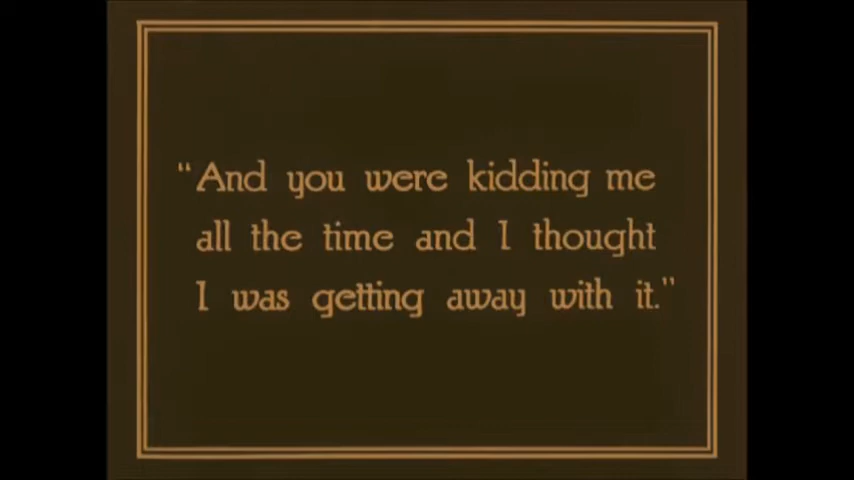 “And you were kidding me
all the time and I thought
I was getting away with it.”